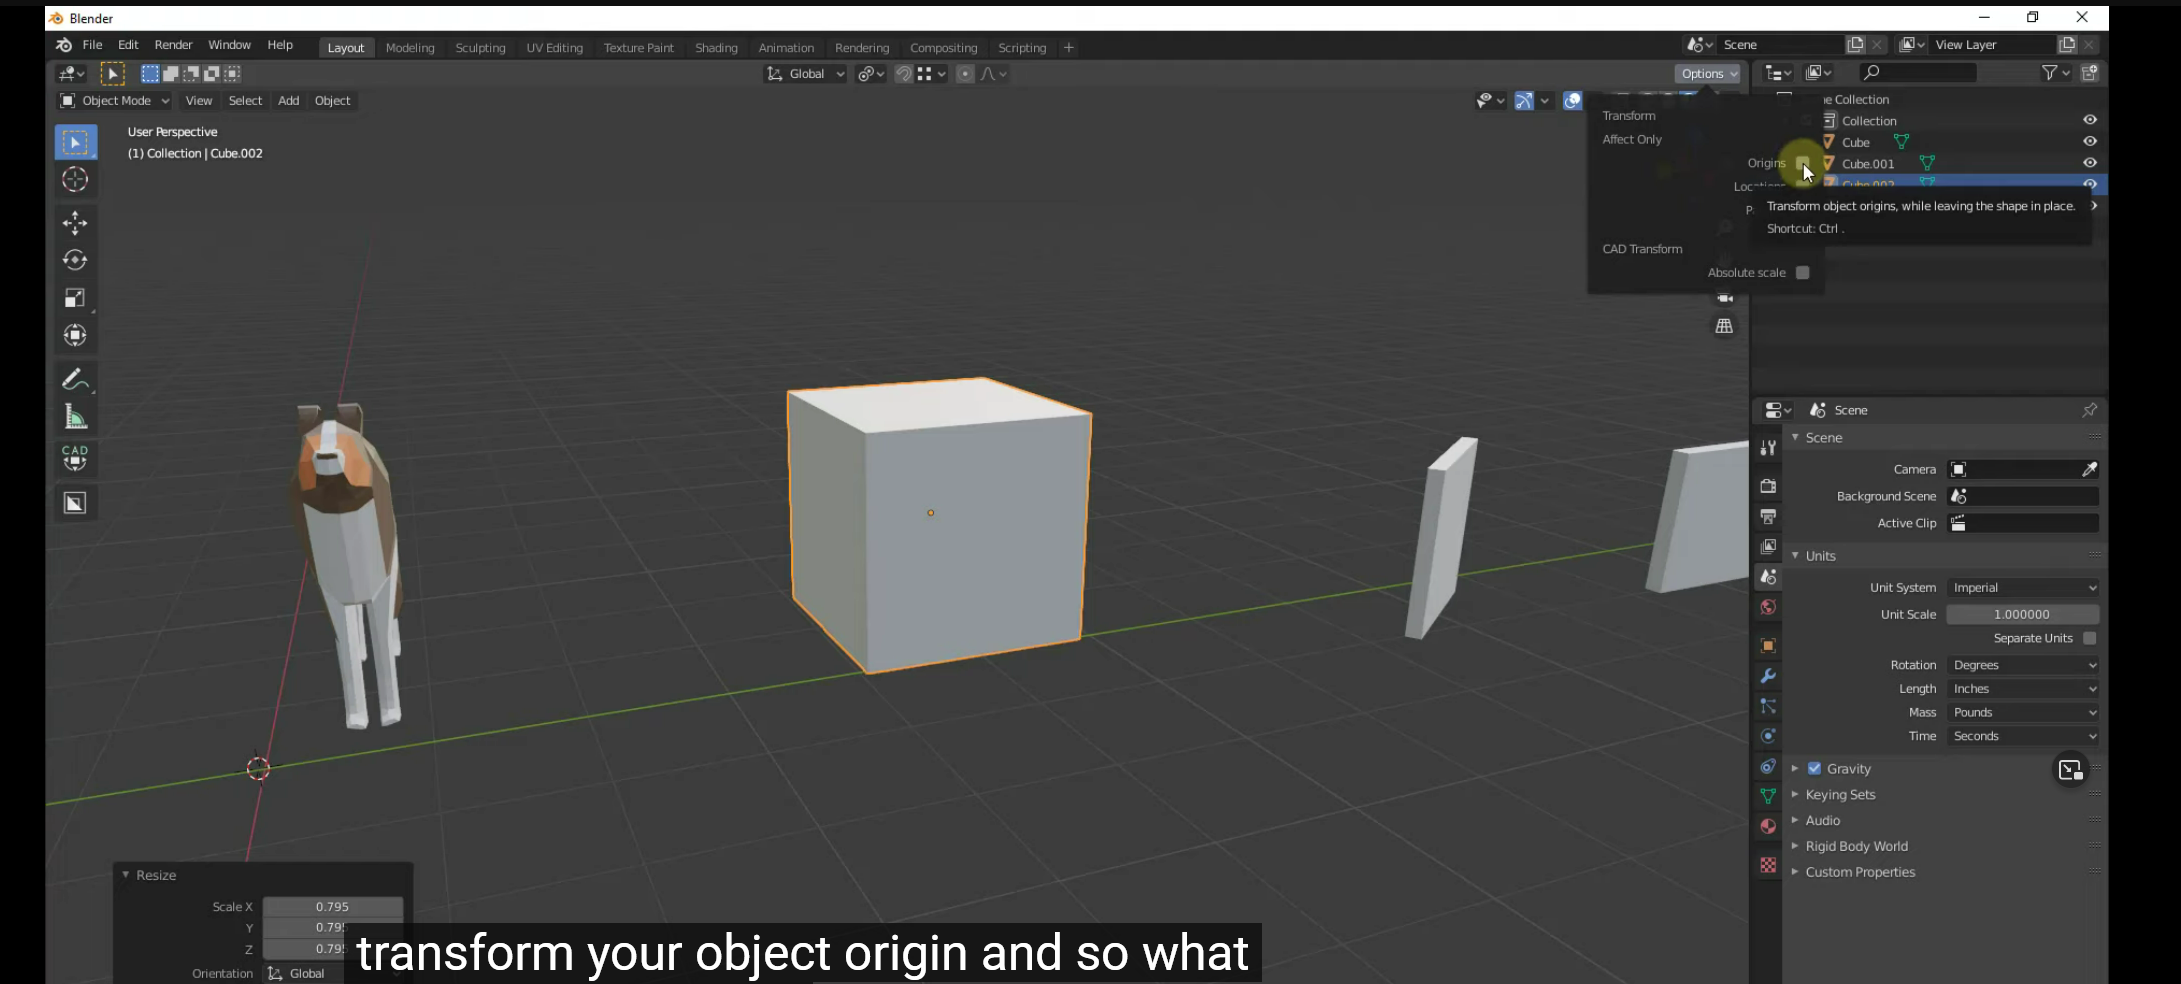 Blender
File Edit Render Window Help
Layout Modeling Sculpting UV Editing Texture Paint Shading Animation Rendering Compositing Scripting +
Scene
View Layer
Global
Options
Object Mode View Select Add Object
User Perspective
(1) Collection | Cube.002
CAD
Transform
Affect Only
Origins
CAD Transform
Absolute scale
Transform object origins, while leaving the shape in place.
Shortcut: Ctrl .
Collection
Collection
Cube
Cube.001
Cube.002
Scene
Scene
Camera
Background Scene
Active Clip
Units
Unit System Imperial
Unit Scale 1.000000
Separate Units
Rotation Degrees
Length Inches
Mass Pounds
Time Seconds
Gravity
Keying Sets
Audio
Rigid Body World
Custom Properties
Resize
Scale X 0.795
Y 0.795
Z 0.795
Orientation Global
transform your object origin and so what